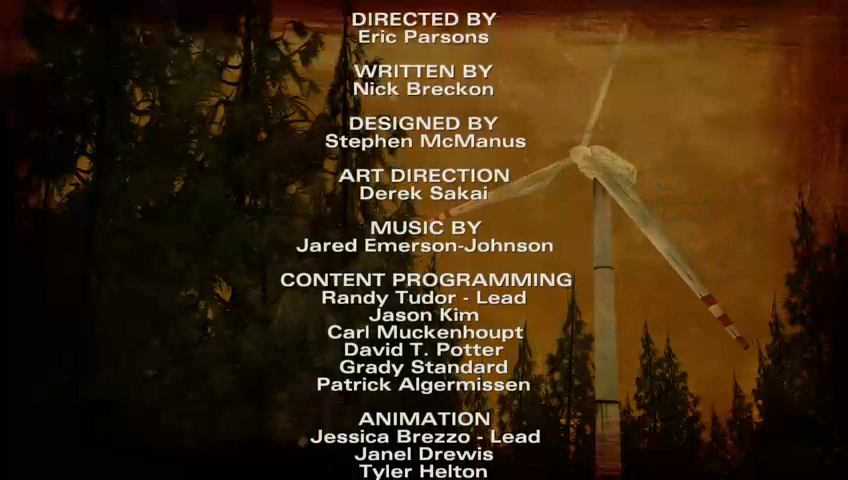 DIRECTED BY
Eric Parsons
WRITTEN BY
Nick Breckon
DESIGNED BY
Stephen McManus
ART DIRECTION
Derek Sakai
MUSIC BY
Jared Emerson-Johnson
CONTENT PROGRAMMING
Randy Tudor - Lead
Jason Kim
Carl Muckenhoupt
David T. Potter
Grady Standard
Patrick Algermissen
ANIMATION
Jessica Brezzo - Lead
Janel Drewis
Tyler Helton